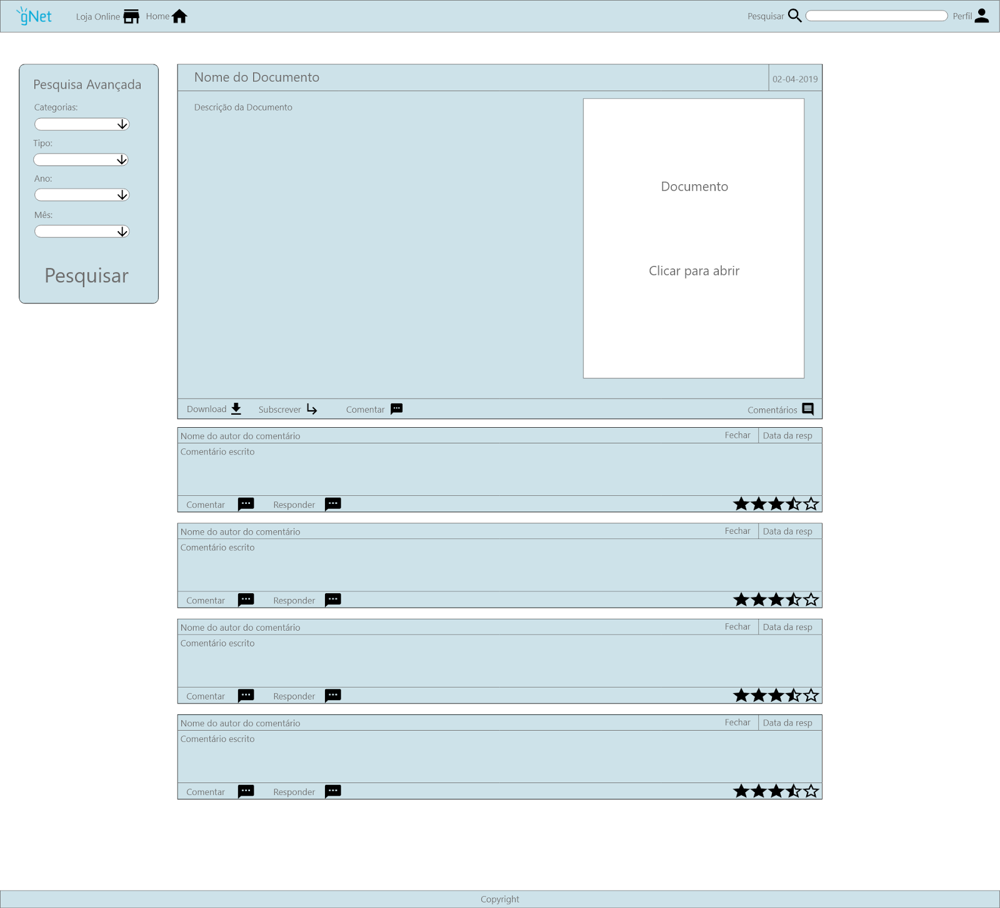 gNet
Loja Online
Home
Pesquisar
Perfil
Pesquisa Avançada
Categorias:
Tipo:
Ano:
Mês:
Pesquisar
Nome do Documento
02-04-2019
Descrição da Documento
Documento
Clicar para abrir
Download
Subscrever
Comentar
Comentários
Nome do autor do comentário
Fechar
Data da resp
Comentário escrito
Comentar
Responder
Nome do autor do comentário
Fechar
Data da resp
Comentário escrito
Comentar
Responder
Nome do autor do comentário
Fechar
Data da resp
Comentário escrito
Comentar
Responder
Nome do autor do comentário
Fechar
Data da resp
Comentário escrito
Comentar
Responder
Copyright